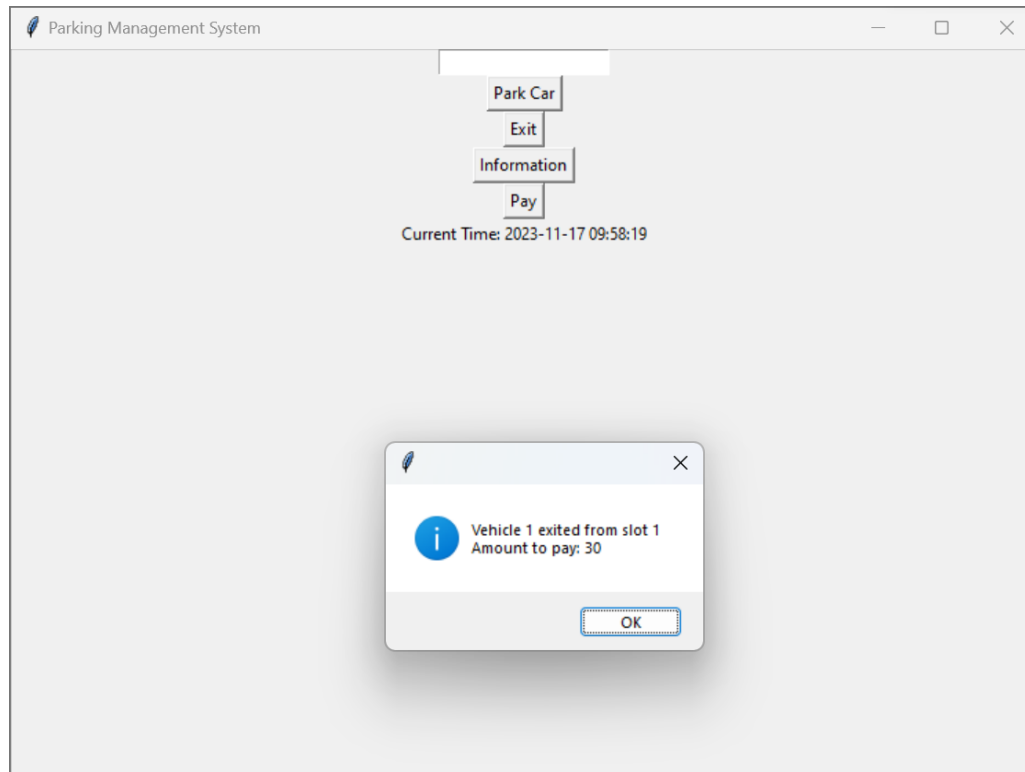 Parking Management System
Park Car
Exit
Information
Pay
Current Time: 2023-11-17 09:58:19
Vehicle 1 exited from slot 1
Amount to pay: 30
OK